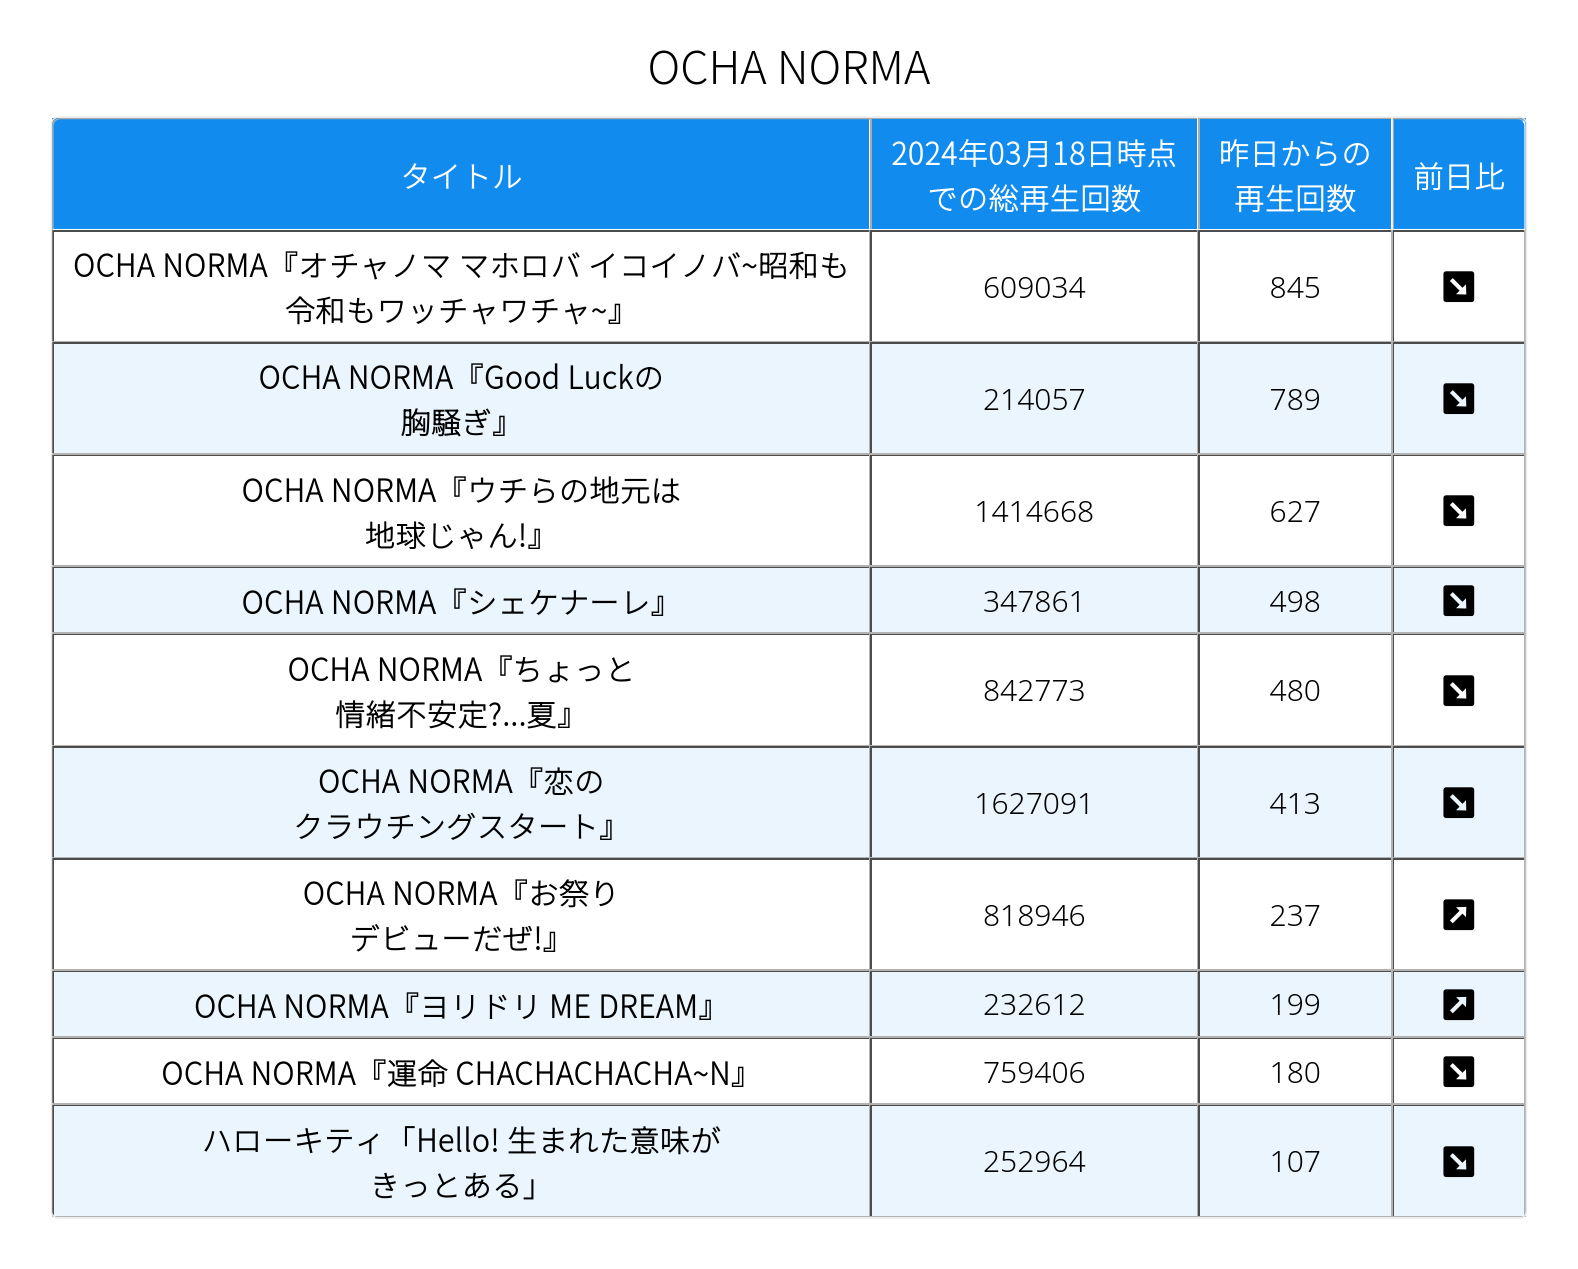 OCHA NORMA
タイトル
2024年03月18日時点
での総再生回数
昨日からの
再生回数
前日比
OCHA NORMA『オチャノマ マホロバ イコイノバ~昭和も
令和もワッチャワチャ~』
609034
845
OCHA NORMA『Good Luckの
胸騒ぎ』
214057
789
OCHA NORMA『ウチらの地元は
地球じゃん!』
1414668
627
OCHA NORMA『シェケナーレ』
347861
498
OCHA NORMA『ちょっと
情緒不安定?...夏』
842773
480
OCHA NORMA『恋の
クラウチングスタート』
1627091
413
OCHA NORMA『お祭り
デビューだぜ!』
818946
237
OCHA NORMA『ヨリドリ ME DREAM』
232612
199
OCHA NORMA『運命 CHACHACHACHA~N』
759406
180
ハローキティ「Hello! 生まれた意味が
きっとある」
252964
107